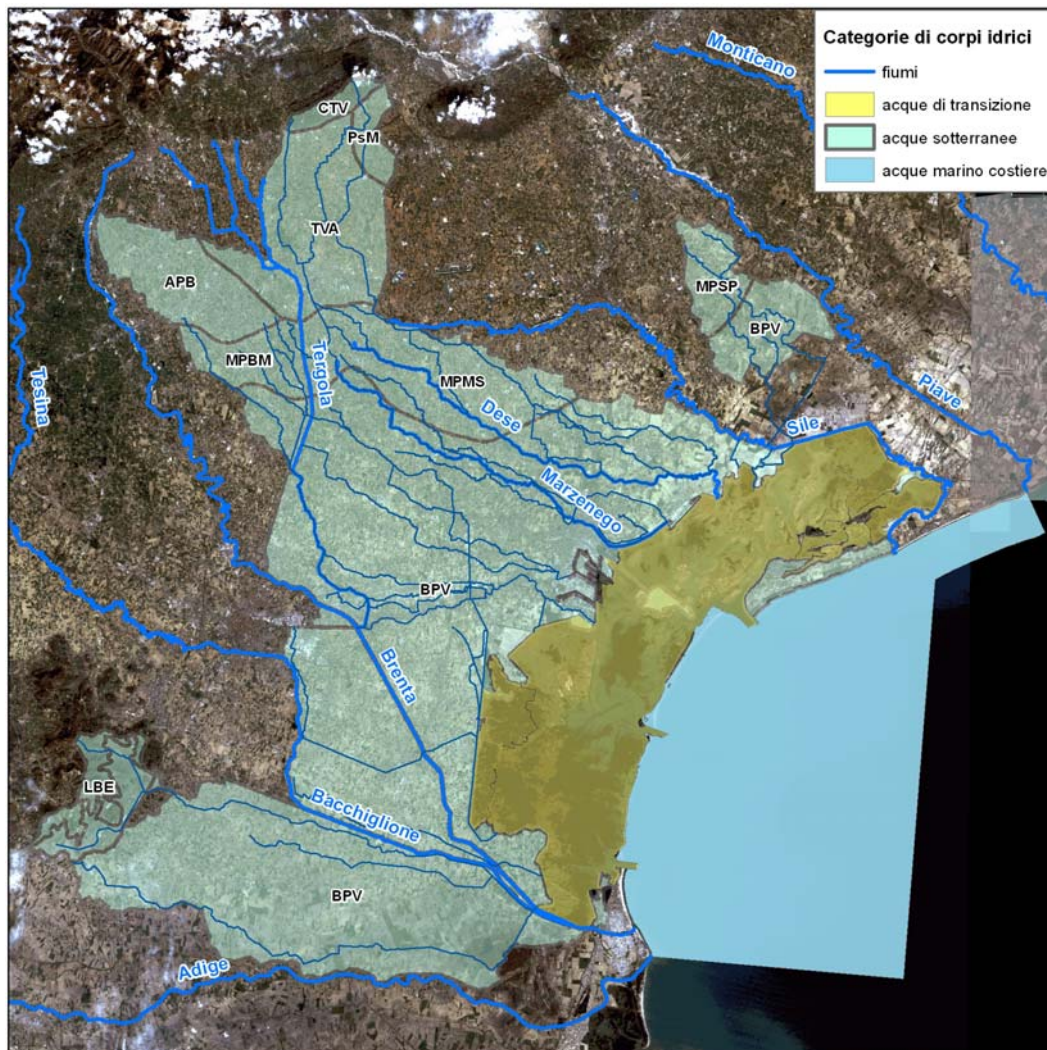 Categorie di corpi idrici
fiumi
acque di transizione
acque sotterranee
acque marino costiere
Monticano
CTV
PsM
TVA
APB
MPSP
BPV
MPBM
Tergola
MPMS
Tesina
Dese
Piave
Sile
Marzenego
BPV
Brenta
LBE
Bacchiglione
BPV
Adige